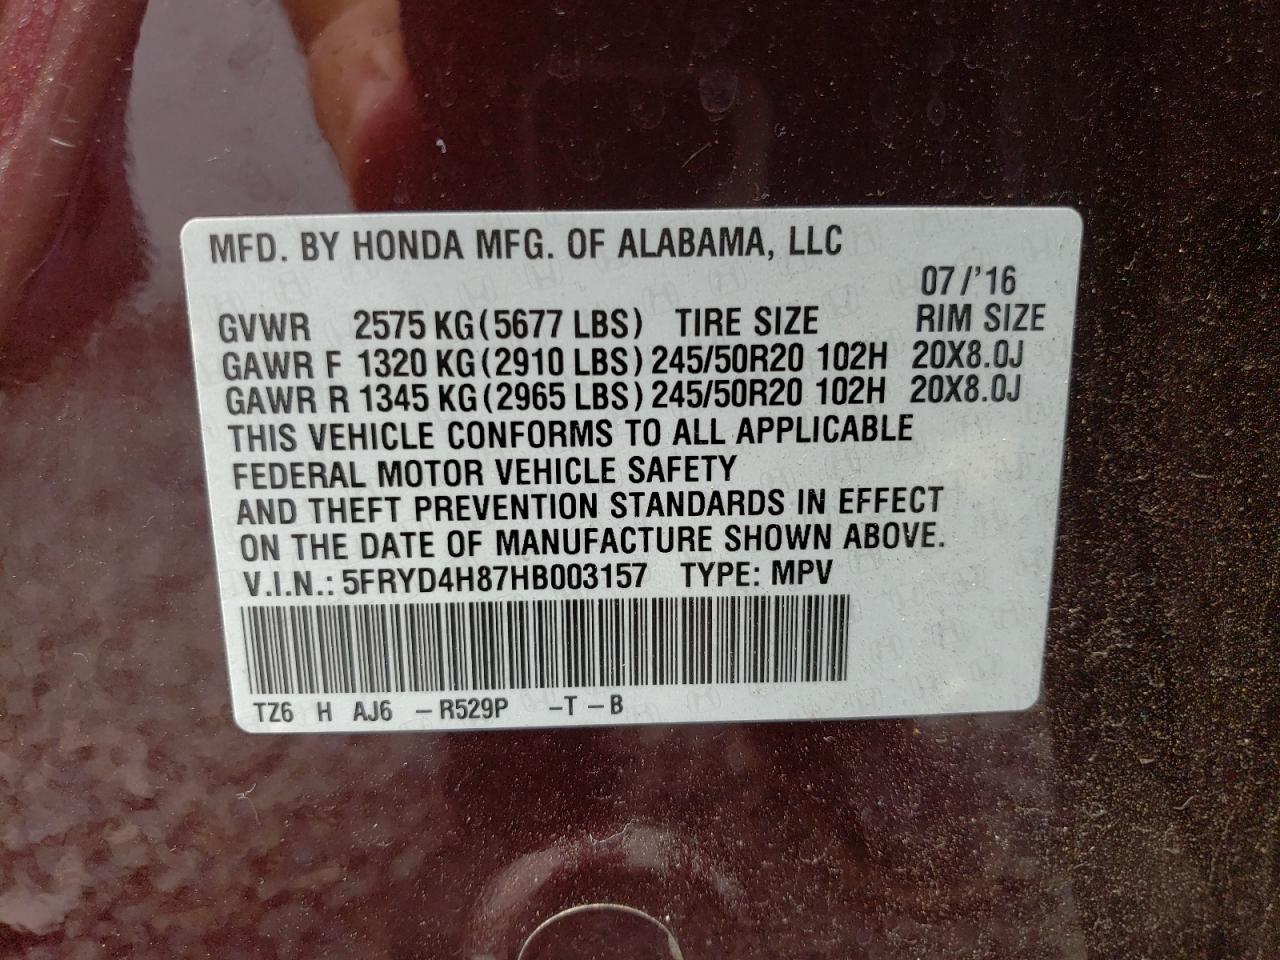 MFD. BY HONDA MFG. OF ALABAMA, LLC
07/'16
GVWR 2575 KG(5677 LBS) TIRE SIZE RIM SIZE
GAWR F 1320 KG(2910 LBS) 245/50R20 102H 20X8.0J
GAWR R 1345 KG(2965 LBS) 245/50R20 102H 20X8.0J
THIS VEHICLE CONFORMS TO ALL APPLICABLE
FEDERAL MOTOR VEHICLE SAFETY
AND THEFT PREVENTION STANDARDS IN EFFECT
ON THE DATE OF MANUFACTURE SHOWN ABOVE.
V.I.N.: 5FRYD4H87HB003157 TYPE: MPV
TZ6 H AJ6 -R529P -T-B